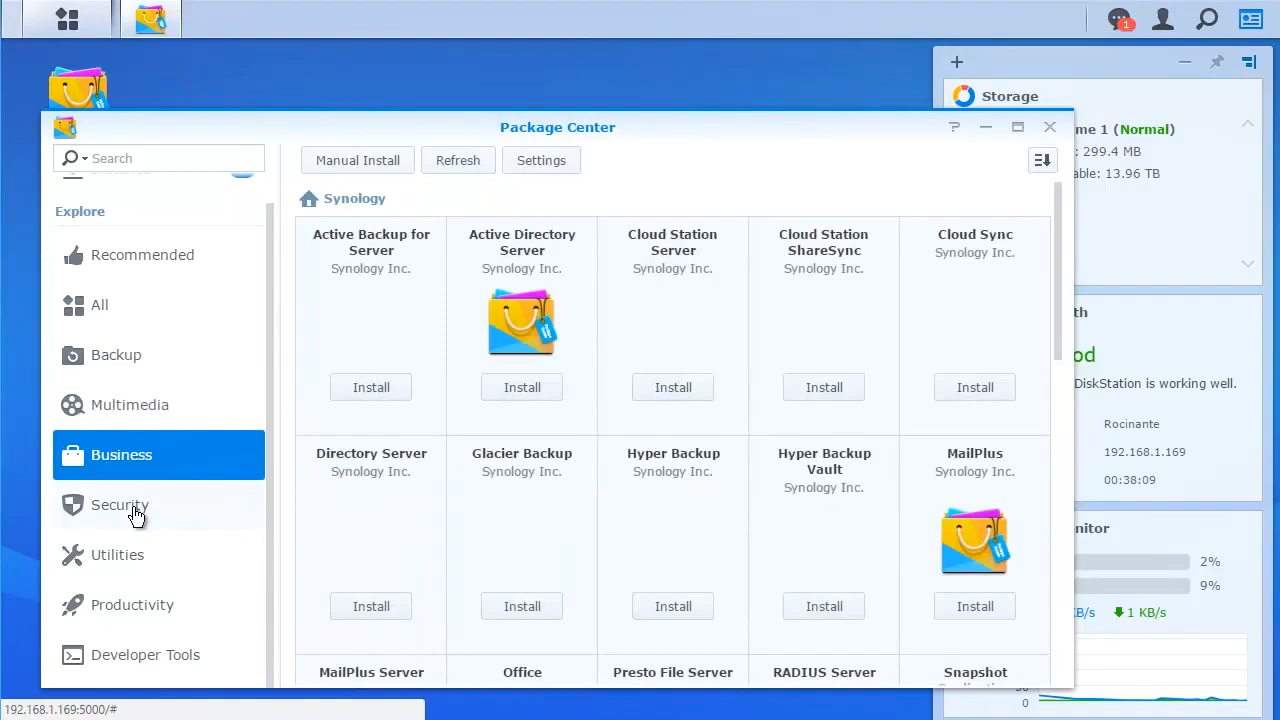 1
Package Center
Search
Manual Install
Refresh
Settings
Explore
Recommended
All
Backup
Multimedia
Business
Security
Utilities
Productivity
Developer Tools
Synology
Active Backup for
Server
Synology Inc.
Install
Active Directory
Server
Synology Inc.
Install
Cloud Station
Server
Synology Inc.
Install
Cloud Station
ShareSync
Synology Inc.
Install
Cloud Sync
Synology Inc.
Install
Directory Server
Synology Inc.
Install
Glacier Backup
Synology Inc.
Install
Hyper Backup
Synology Inc.
Install
Hyper Backup
Vault
Synology Inc.
Install
MailPlus
Synology Inc.
Install
MailPlus Server
Office
Presto File Server
RADIUS Server
Snapshot
Storage
me 1 (Normal)
: 299.4 MB
able: 13.96 TB
th
od
DiskStation is working well.
Rocinante
192.168.1.169
00:38:09
nitor
2%
9%
KB/s
1 KB/s
0
192.168.1.169:5000/#